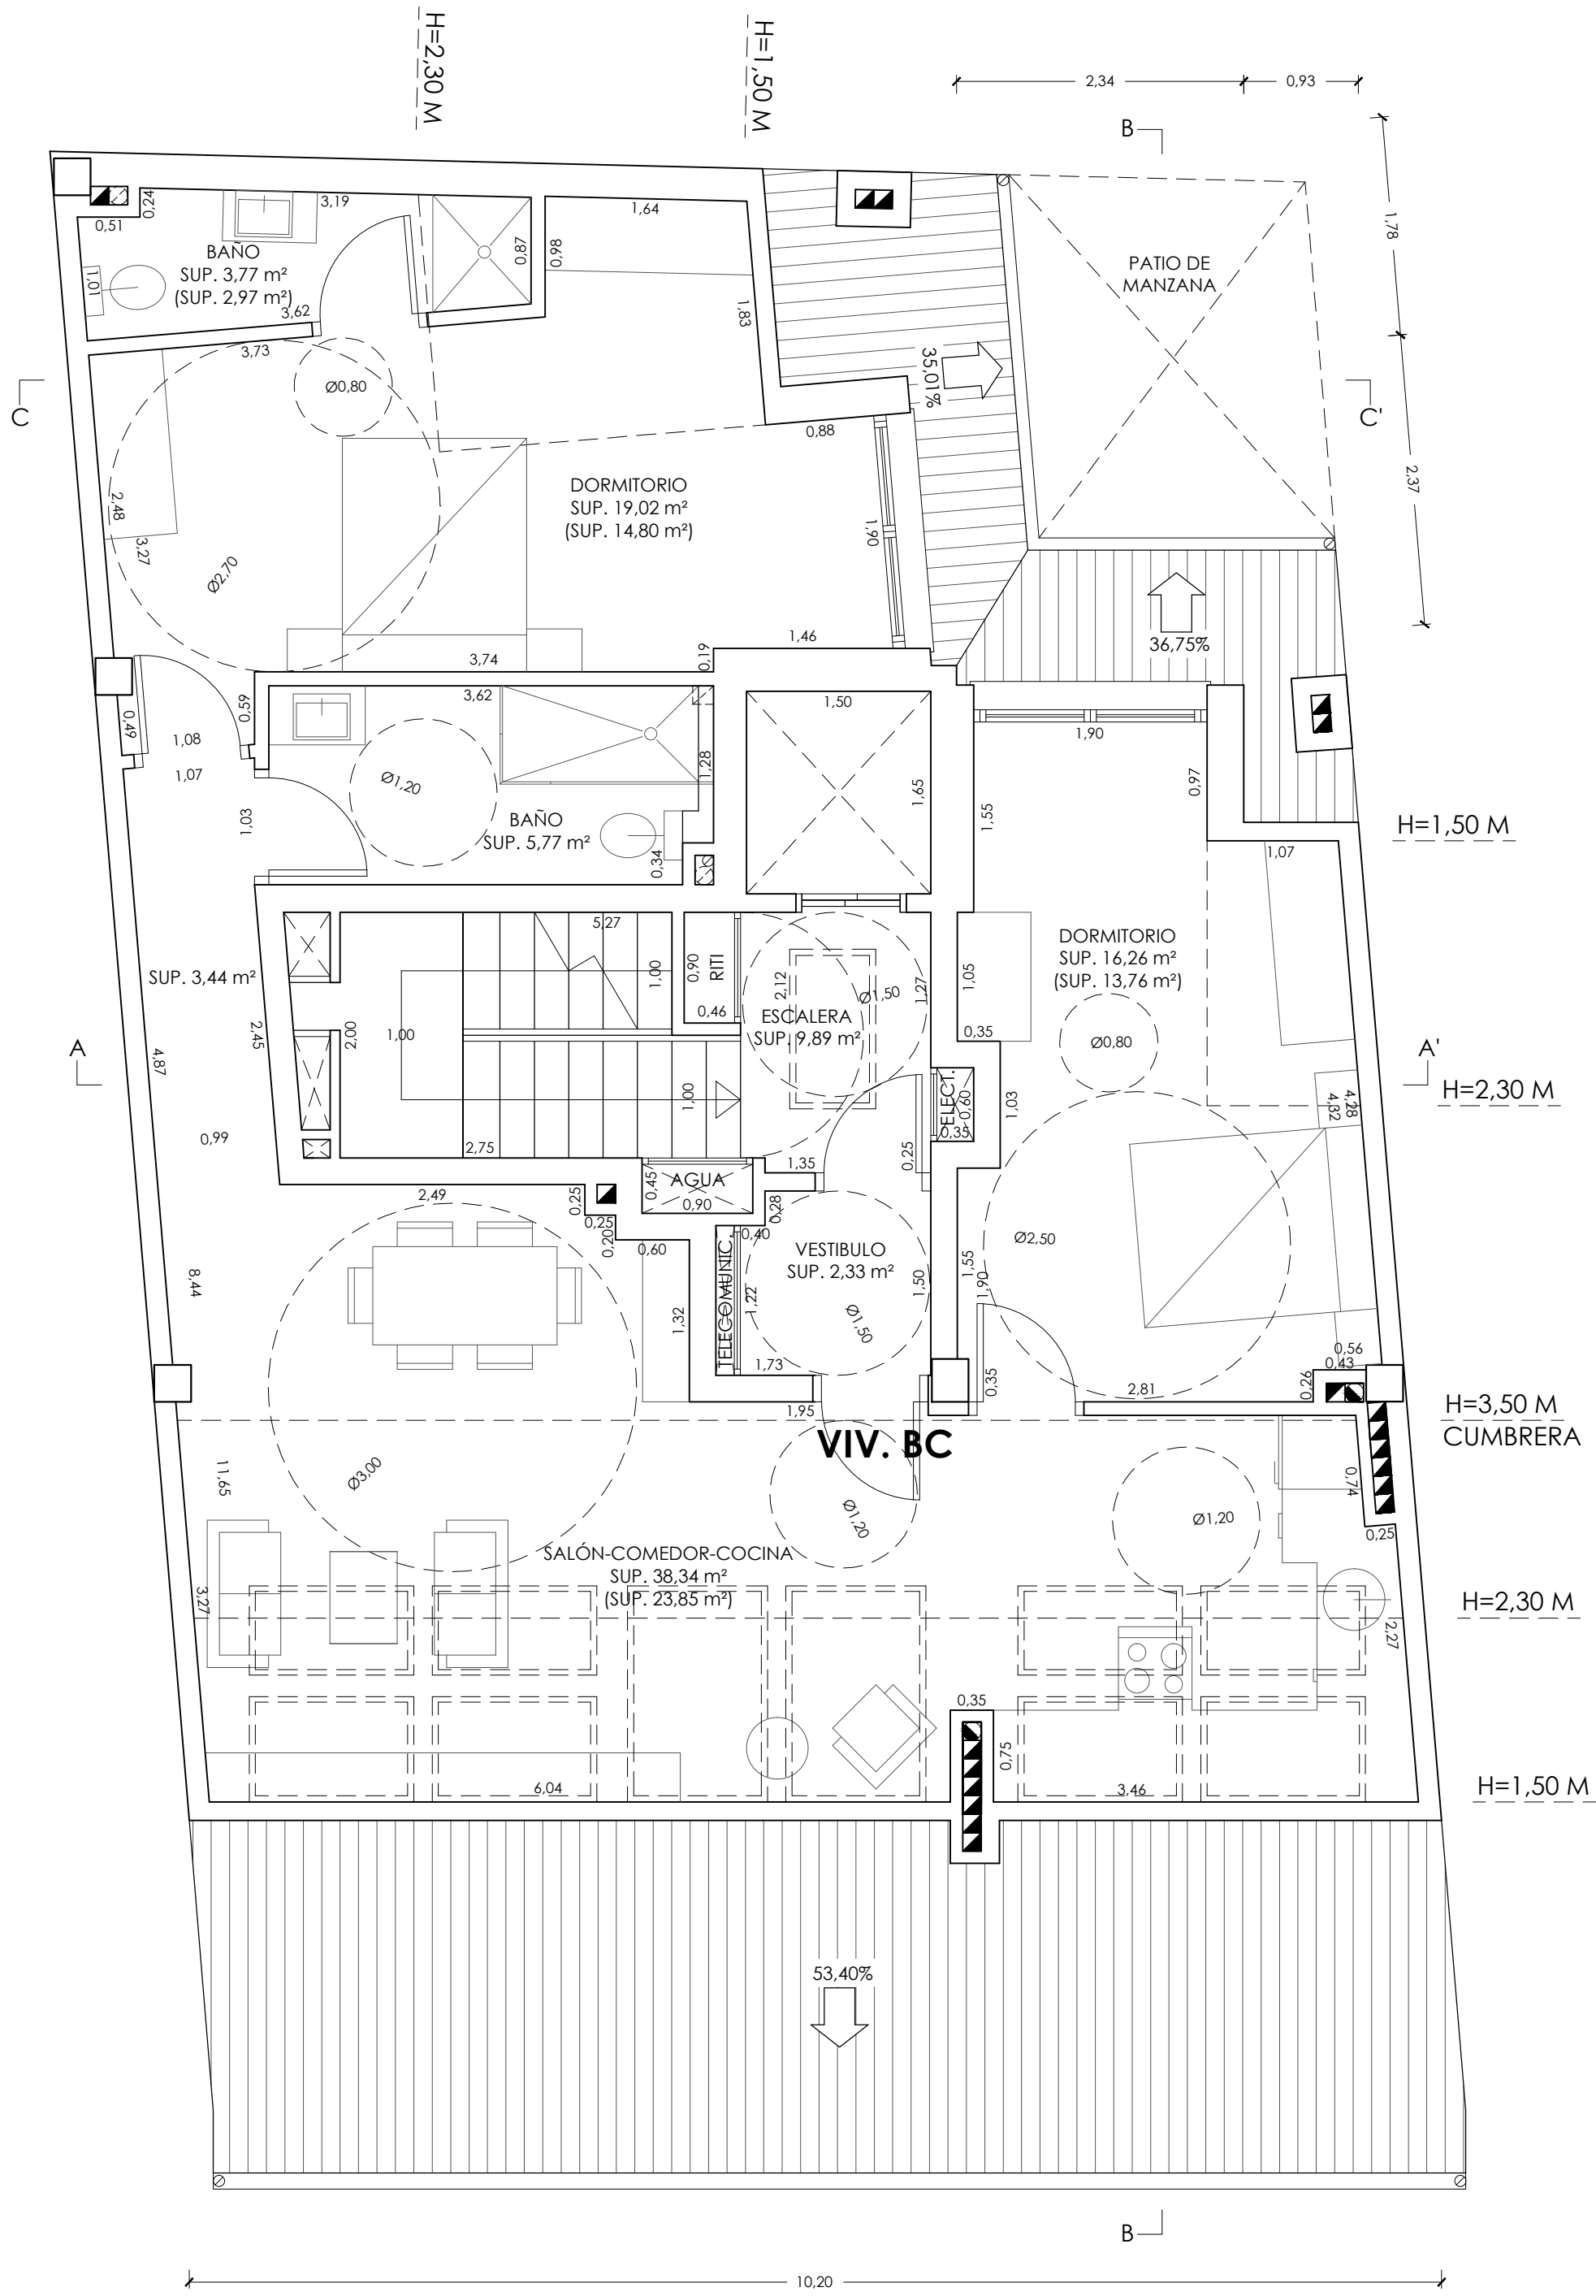 H=2,30 M
H=1,50 M
2,34
0,93
B
1,78
2,37
0,24
3,19
0,51
BAÑO
SUP. 3,77 m²
(SUP. 2,97 m²)
1,01
3,62
0,87
0,98
1,64
1,83
PATIO DE
MANZANA
3,73
Ø0,80
35,01%
C
C'
0,88
DORMITORIO
SUP. 19,02 m²
(SUP. 14,80 m²)
2,48
3,27
Ø2,70
1,90
36,75%
1,46
3,74
0,19
0,59
0,49
3,62
1,08
1,07
1,50
1,90
1,03
Ø1,20
1,28
1,65
1,55
0,97
BAÑO
SUP. 5,77 m²
0,34
H=1,50 M
1,07
5,27
DORMITORIO
SUP. 16,26 m²
(SUP. 13,76 m²)
SUP. 3,44 m²
1,00
0,90
RITI
2,12
Ø1,50
1,27
1,05
0,46
ESCALERA
SUP. 9,89 m²
0,35
Ø0,80
2,45
2,00
1,00
A
4,87
A'
H=2,30 M
1,00
ELECT.
0,60
0,35
1,03
4,28
4,32
0,99
2,75
1,35
0,25
AGUA
0,45
0,90
2,49
0,25
0,25
0,20
0,28
0,40
0,60
VESTIBULO
SUP. 2,33 m²
Ø2,50
8,44
TELECOMUNIC.
1,22
1,50
1,55
1,90
1,32
Ø1,50
1,73
0,56
0,43
0,26
0,35
2,81
1,95
H=3,50 M
CUMBRERA
VIV. BC
11,65
Ø3,00
0,74
Ø1,20
Ø1,20
0,25
SALÓN-COMEDOR-COCINA
SUP. 38,34 m²
(SUP. 23,85 m²)
3,27
H=2,30 M
2,27
0,35
0,75
6,04
3,46
H=1,50 M
53,40%
B
10,20